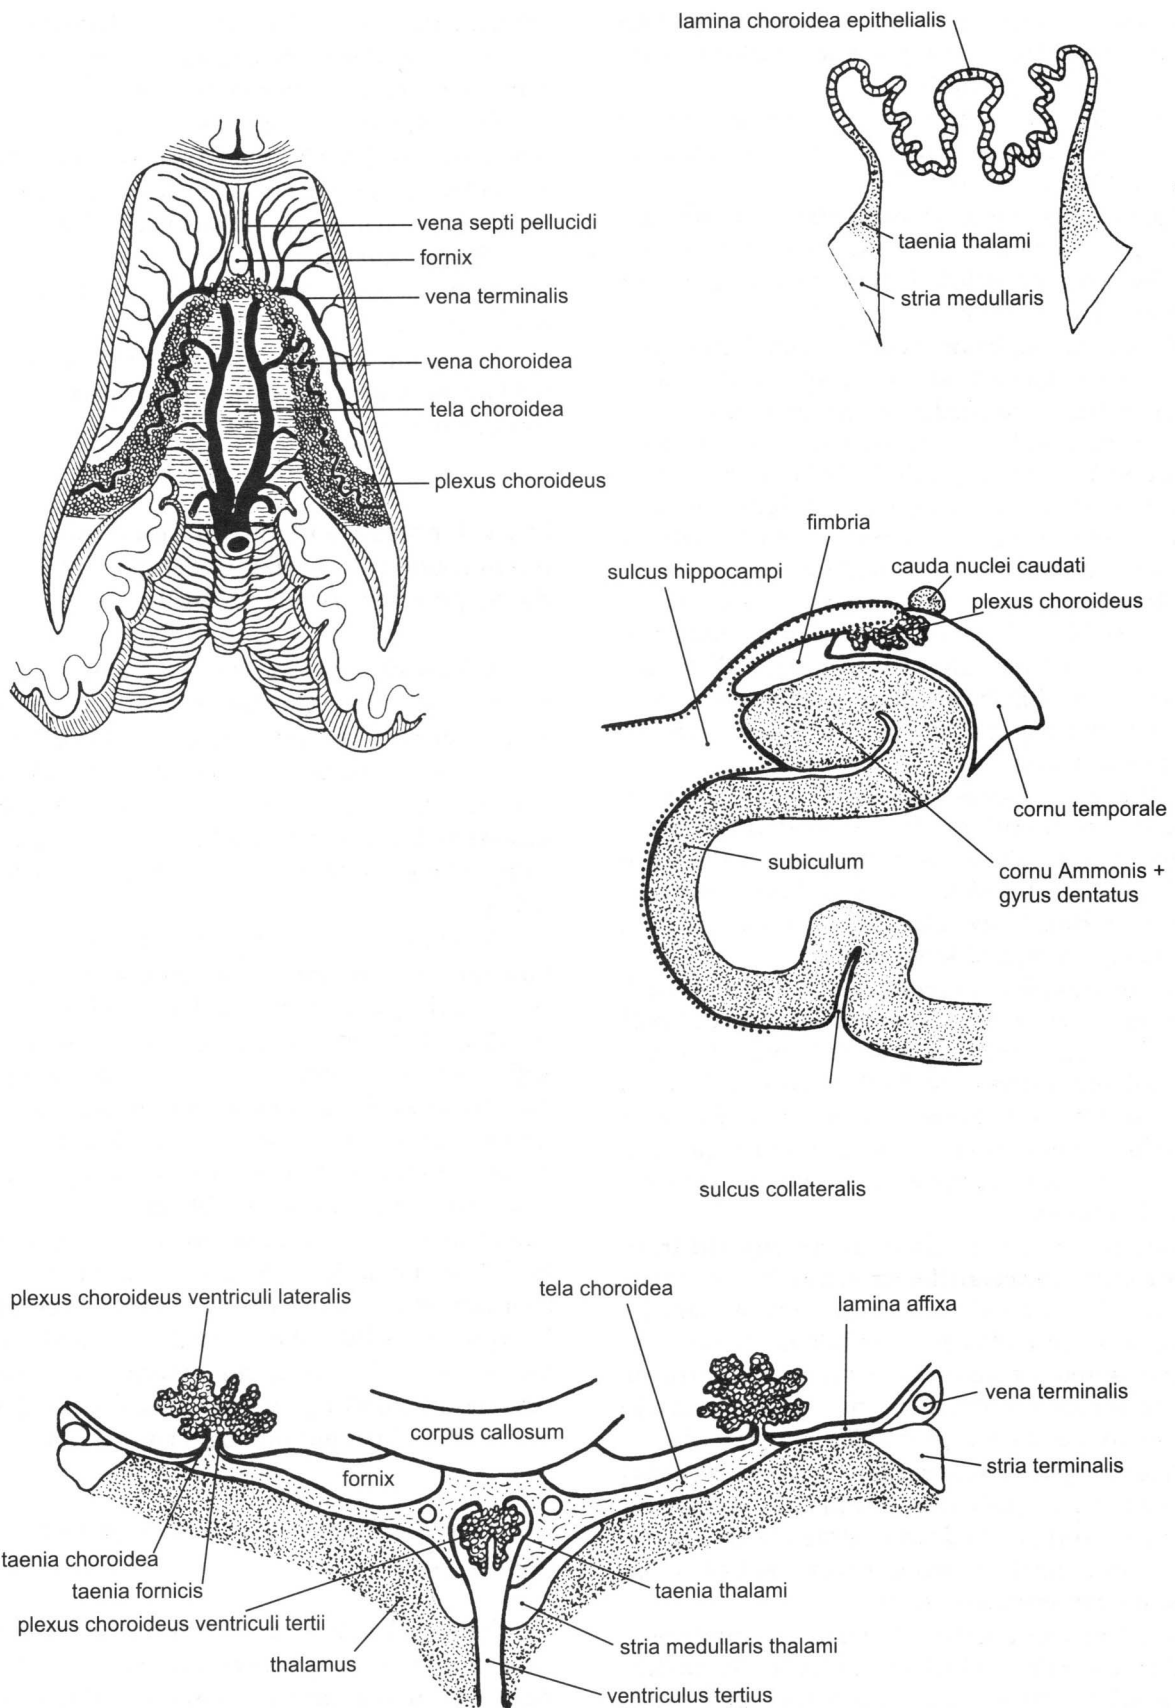 lamina choroidea epithelialis
taenia thalami
stria medullaris
vena septi pellucidi
fornix
vena terminalis
vena choroidea
tela choroidea
plexus choroideus
fimbria
sulcus hippocampi
cauda nuclei caudati
plexus choroideus
cornu temporale
subiculum
cornu Ammonis +
gyrus dentatus
sulcus collateralis
plexus choroideus ventriculi lateralis
tela choroidea
lamina affixa
vena terminalis
corpus callosum
stria terminalis
fornix
taenia choroidea
taenia fornicis
plexus choroideus ventriculi tertii
thalamus
taenia thalami
stria medullaris thalami
ventriculus tertius